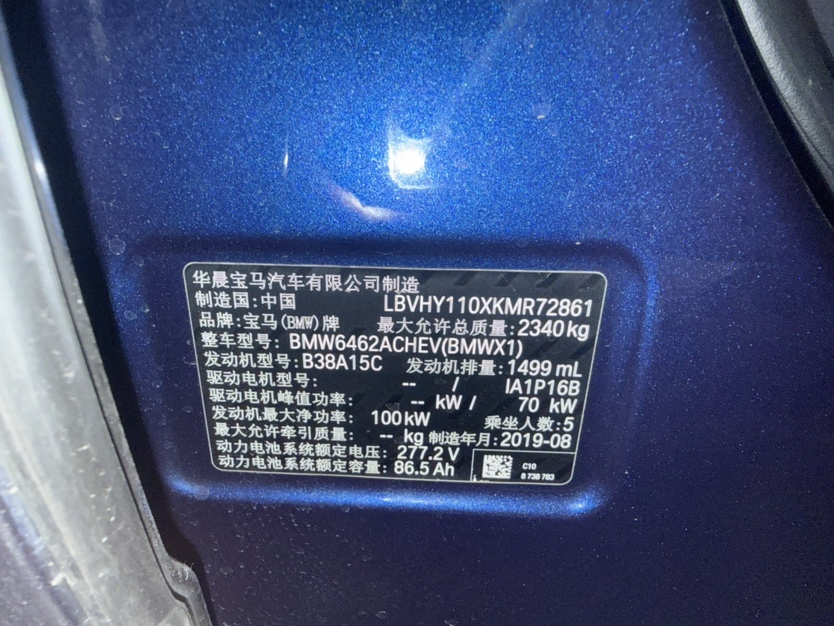 华晨宝马汽车有限公司制造
制造国:中国 LBVHY110XKMR72861
品牌:宝马(BMW)牌 最大允许总质量:2340kg
整车型号: BMW6462ACHEV(BMWX1)
发动机型号:B38A15C 发动机排量:1499 mL
驱动电机型号: -- / IA1P16B
驱动电机峰值功率: -- kW / 70 kW
发动机最大净功率: 100kW 乘坐人数:5
最大允许牵引质量: -- kg 制造年月:2019-08
动力电池系统额定电压: 277.2 V
动力电池系统额定容量: 86.5 Ah
C10
8 738 783